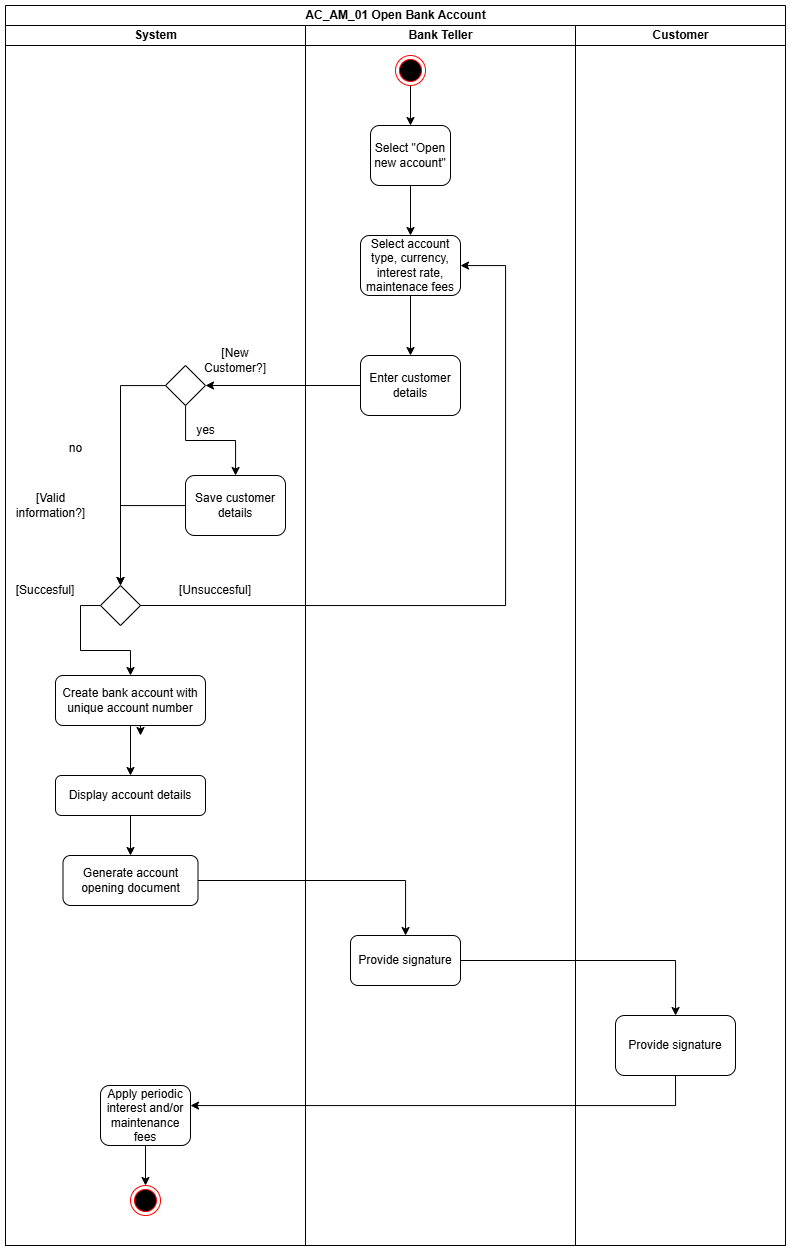 AC_AM_01 Open Bank Account
System
Bank Teller
Customer
Select "Open
new account"
Select account
type, currency,
interest rate,
maintenace fees
[New
Customer?]
Enter customer
details
yes
no
[Valid
information?]
Save customer
details
[Succesful]
[Unsuccesful]
Create bank account with
unique account number
Display account details
Generate account
opening document
Provide signature
Provide signature
Apply periodic
interest and/or
maintenance
fees